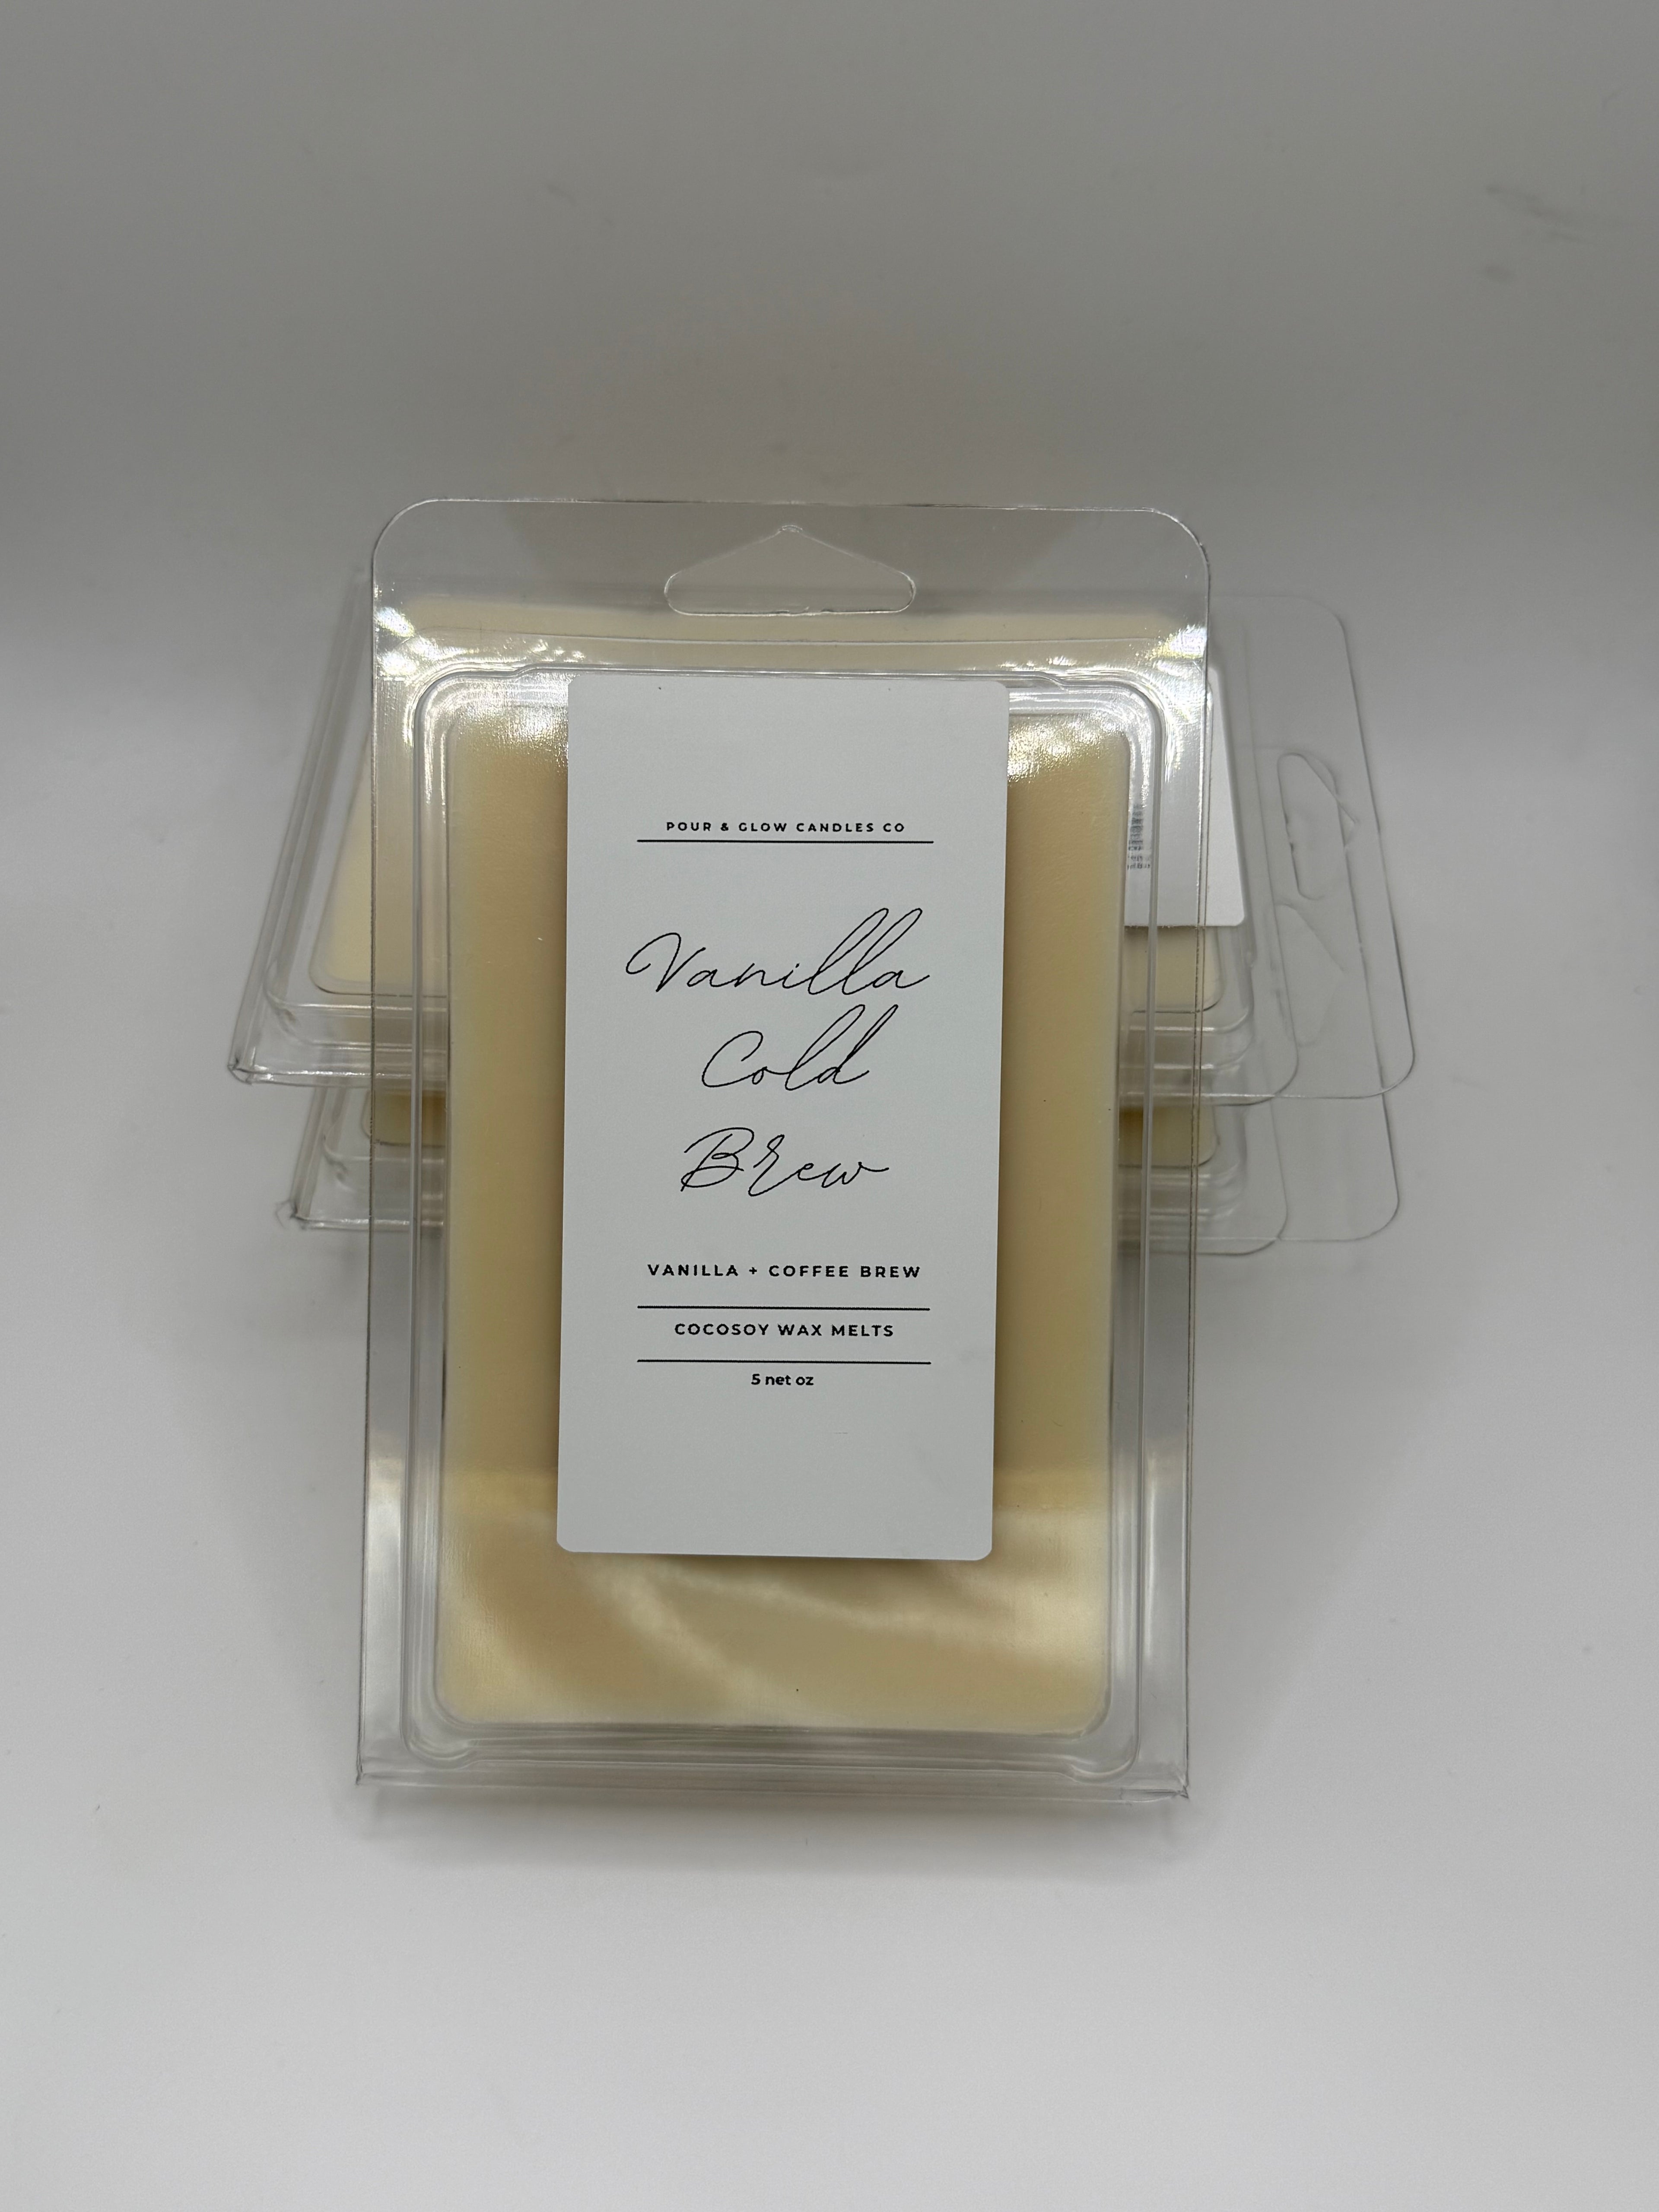 POUR & GLOW CANDLES CO
Vanilla
Cold
Brew
VANILLA + COFFEE BREW
COCOSOY WAX MELTS
5 net oz